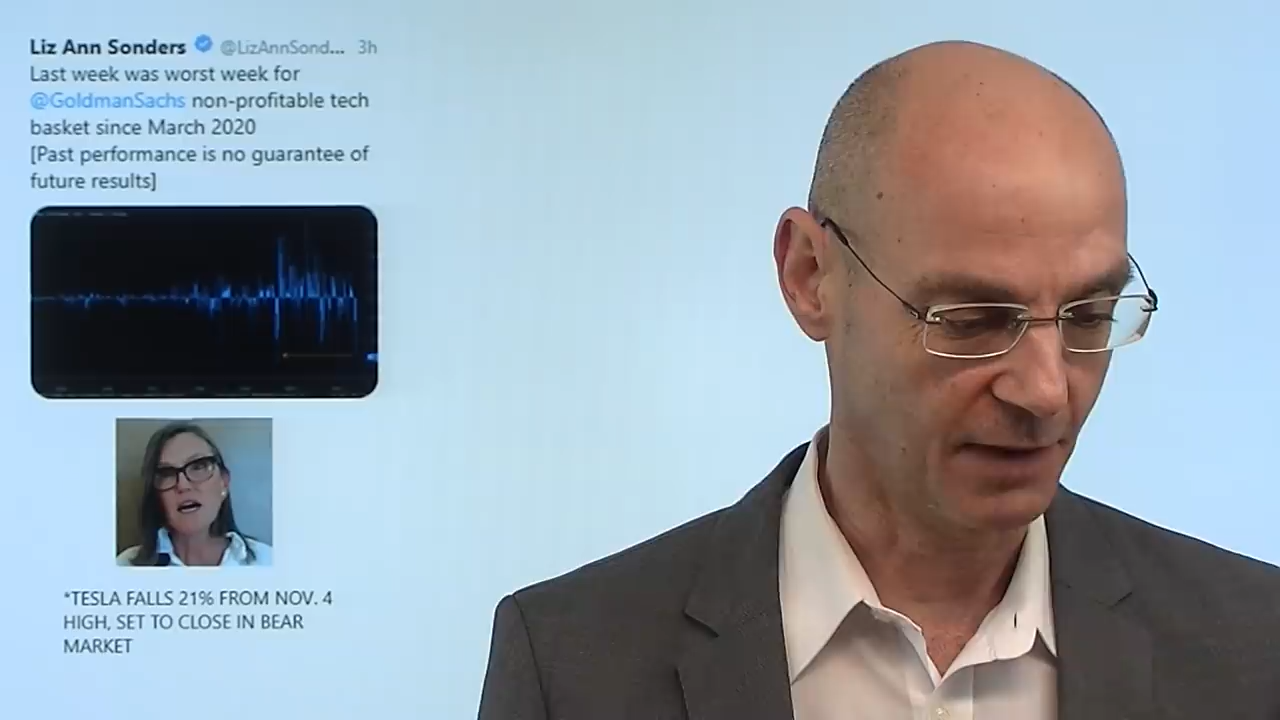 Liz Ann Sonders @LizAnnSond... 3h
Last week was worst week for
@GoldmanSachs non-profitable tech
basket since March 2020
[Past performance is no guarantee of
future results]
*TESLA FALLS 21% FROM NOV. 4
HIGH, SET TO CLOSE IN BEAR
MARKET